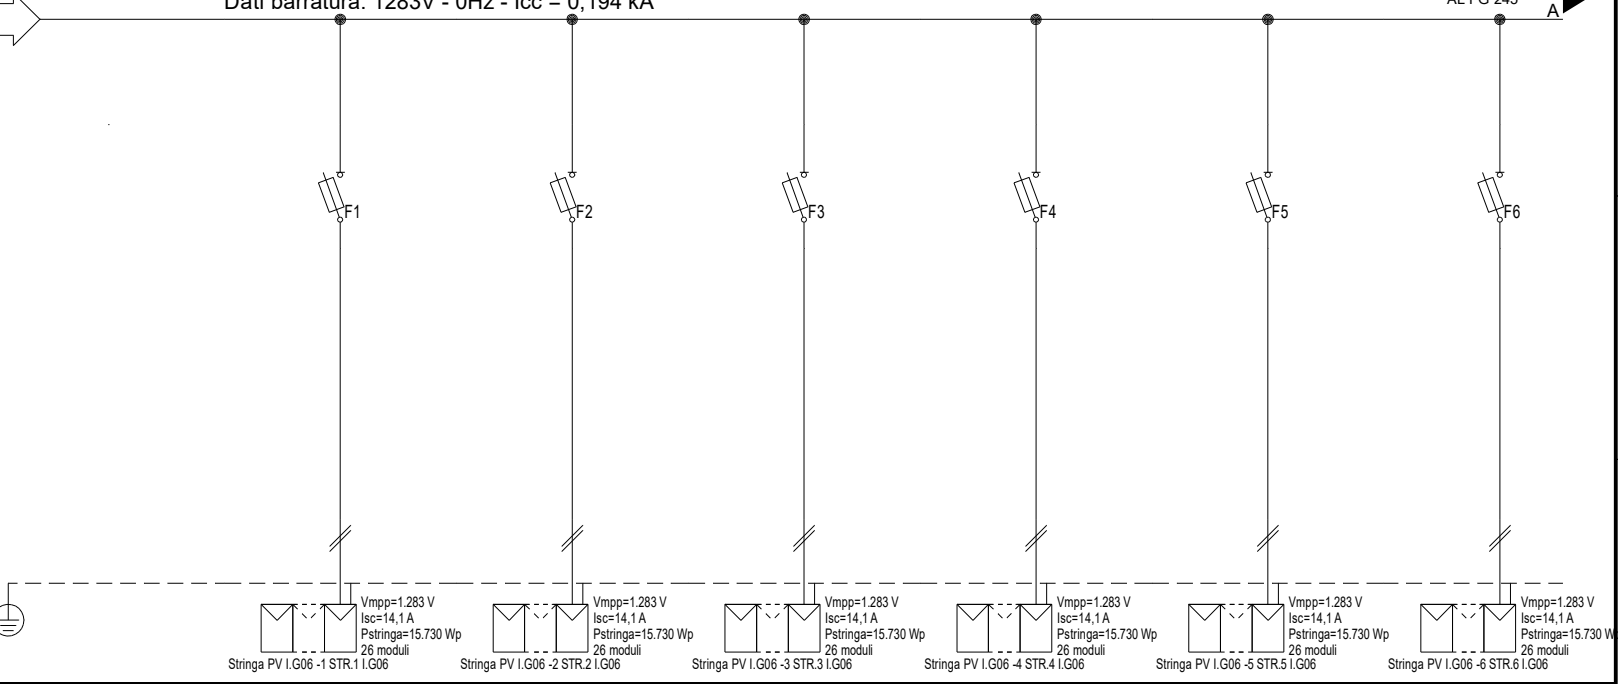 Dati barratura: 1283V - 0Hz - Icc = 0,194 kA
A
F1
F2
F3
F4
F5
F6
Vmpp=1.283 V
Isc=14,1 A
Pstringa=15.730 Wp
26 moduli
Stringa PV I.G06 -1 STR.1 I.G06
Vmpp=1.283 V
Isc=14,1 A
Pstringa=15.730 Wp
26 moduli
Stringa PV I.G06 -2 STR.2 I.G06
Vmpp=1.283 V
Isc=14,1 A
Pstringa=15.730 Wp
26 moduli
Stringa PV I.G06 -3 STR.3 I.G06
Vmpp=1.283 V
Isc=14,1 A
Pstringa=15.730 Wp
26 moduli
Stringa PV I.G06 -4 STR.4 I.G06
Vmpp=1.283 V
Isc=14,1 A
Pstringa=15.730 Wp
26 moduli
Stringa PV I.G06 -5 STR.5 I.G06
Vmpp=1.283 V
Isc=14,1 A
Pstringa=15.730 W
26 moduli
Stringa PV I.G06 -6 STR.6 I.G06